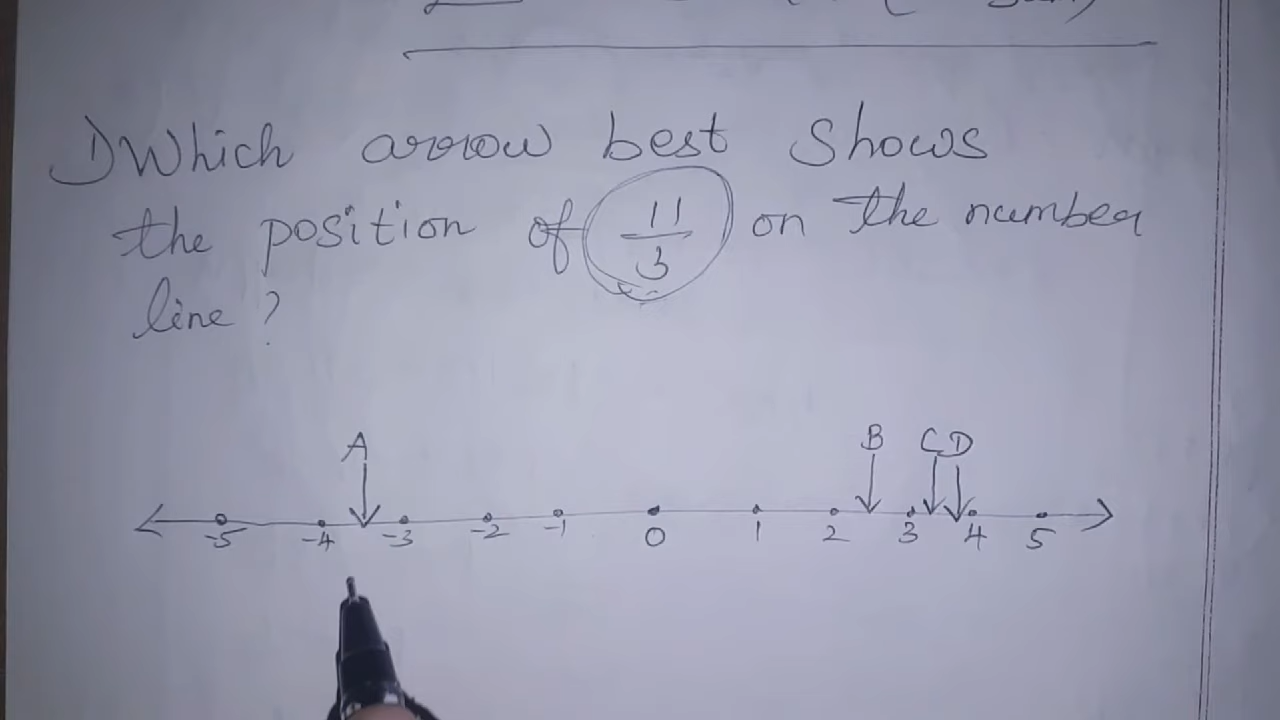 1) Which arrow best shows
the position of 11/3 on the number
line ?
A B C D
-5 -4 -3 -2 -1 0 1 2 3 4 5